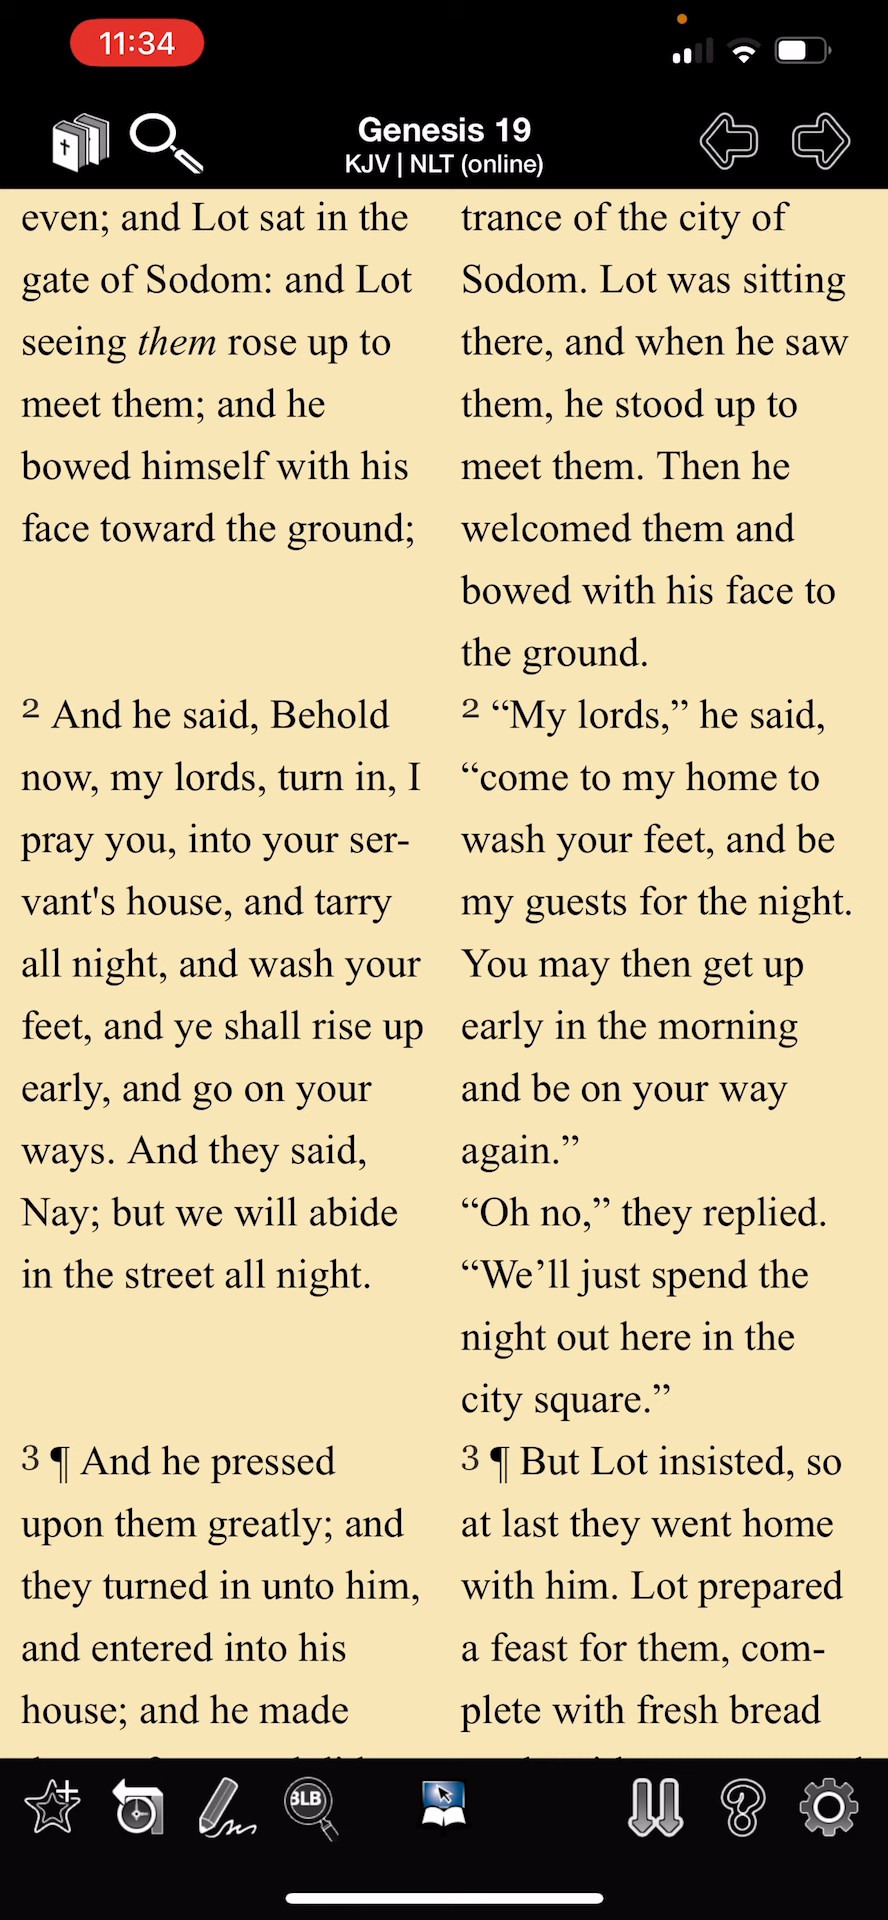 11:34
Genesis 19
KJV | NLT (online)
even; and Lot sat in the
gate of Sodom: and Lot
seeing them rose up to
meet them; and he
bowed himself with his
face toward the ground;
2 And he said, Behold
now, my lords, turn in, I
pray you, into your ser-
vant's house, and tarry
all night, and wash your
feet, and ye shall rise up
early, and go on your
ways. And they said,
Nay; but we will abide
in the street all night.
3 ¶ And he pressed
upon them greatly; and
they turned in unto him,
and entered into his
house; and he made
trance of the city of
Sodom. Lot was sitting
there, and when he saw
them, he stood up to
meet them. Then he
welcomed them and
bowed with his face to
the ground.
2 “My lords,” he said,
“come to my home to
wash your feet, and be
my guests for the night.
You may then get up
early in the morning
and be on your way
again.”
“Oh no,” they replied.
“We’ll just spend the
night out here in the
city square.”
3 ¶ But Lot insisted, so
at last they went home
with him. Lot prepared
a feast for them, com-
plete with fresh bread
BLB